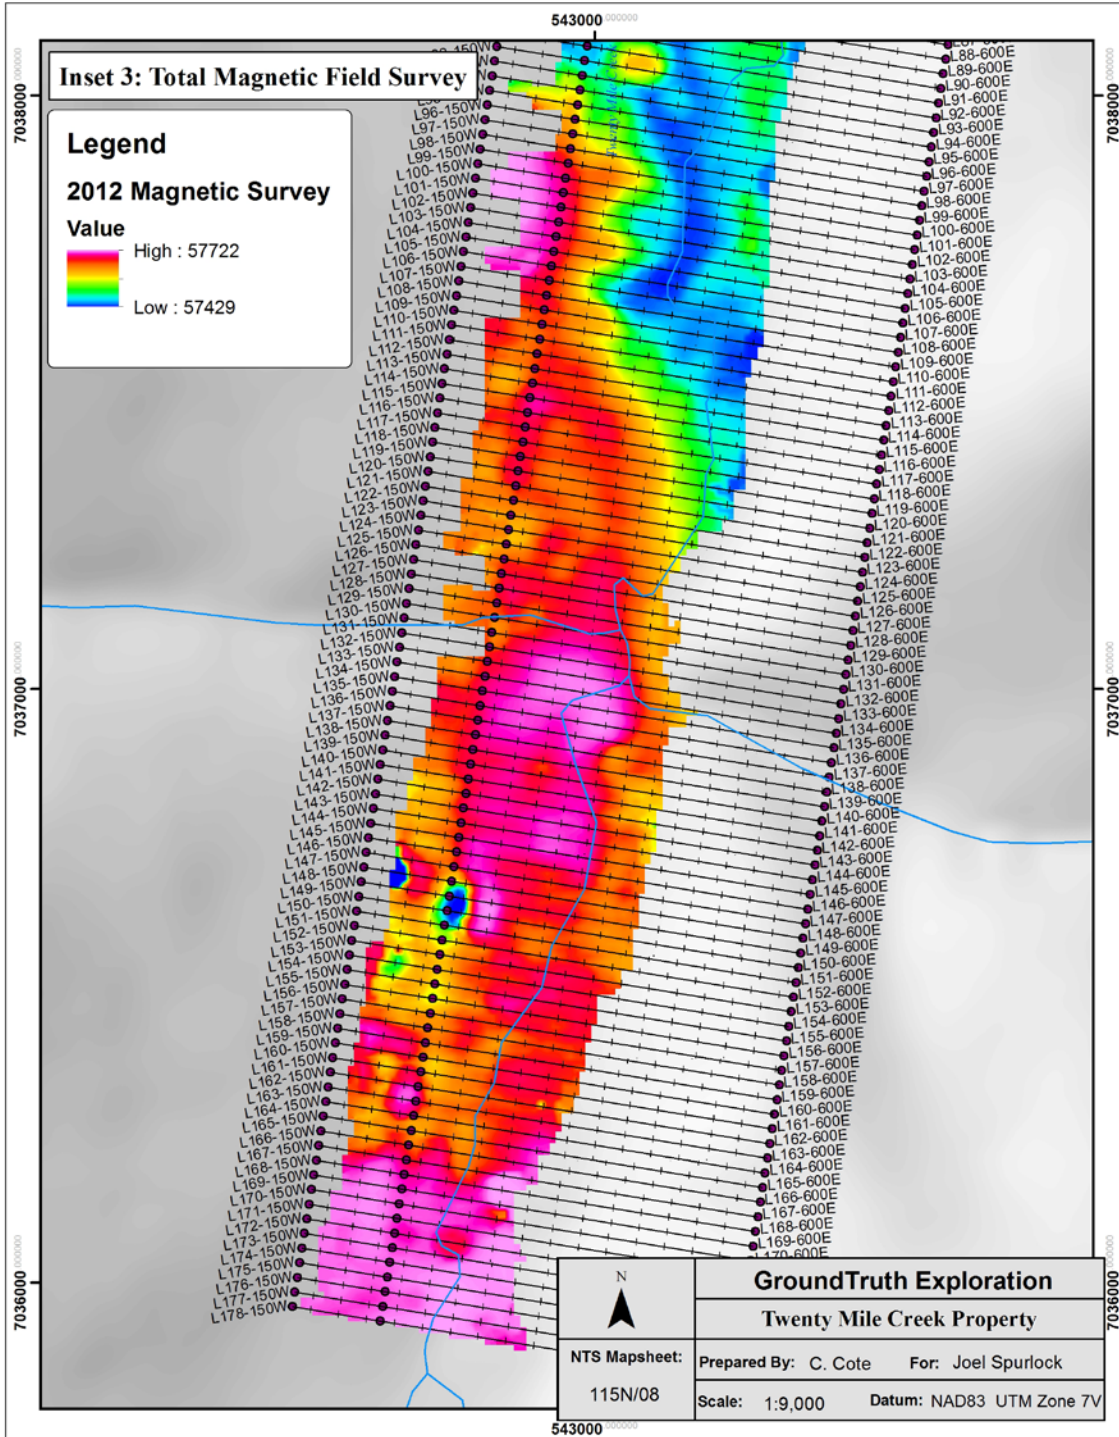 543000
Inset 3: Total Magnetic Field Survey
7038000
7038000
Legend
2012 Magnetic Survey
Value
High : 57722
Low : 57429
Twenty Mile Creek
L96-150W
L97-150W
L98-150W
L99-150W
L100-150W
L101-150W
L102-150W
L103-150W
L104-150W
L105-150W
L106-150W
L107-150W
L108-150W
L109-150W
L110-150W
L111-150W
L112-150W
L113-150W
L114-150W
L115-150W
L116-150W
L117-150W
L118-150W
L119-150W
L120-150W
L121-150W
L122-150W
L123-150W
L124-150W
L125-150W
L126-150W
L127-150W
L128-150W
L129-150W
L130-150W
L131-150W
L132-150W
L133-150W
L134-150W
L135-150W
L136-150W
L137-150W
L138-150W
L139-150W
L140-150W
L141-150W
L142-150W
L143-150W
L144-150W
L145-150W
L146-150W
L147-150W
L148-150W
L149-150W
L150-150W
L151-150W
L152-150W
L153-150W
L154-150W
L155-150W
L156-150W
L157-150W
L158-150W
L159-150W
L160-150W
L161-150W
L162-150W
L163-150W
L164-150W
L165-150W
L166-150W
L167-150W
L168-150W
L169-150W
L170-150W
L171-150W
L172-150W
L173-150W
L174-150W
L175-150W
L176-150W
L177-150W
L178-150W
L88-600E
L89-600E
L90-600E
L91-600E
L92-600E
L93-600E
L94-600E
L95-600E
L96-600E
L97-600E
L98-600E
L99-600E
L100-600E
L101-600E
L102-600E
L103-600E
L104-600E
L105-600E
L106-600E
L107-600E
L108-600E
L109-600E
L110-600E
L111-600E
L112-600E
L113-600E
L114-600E
L115-600E
L116-600E
L117-600E
L118-600E
L119-600E
L120-600E
L121-600E
L122-600E
L123-600E
L124-600E
L125-600E
L126-600E
L127-600E
L128-600E
L129-600E
L130-600E
L131-600E
L132-600E
L133-600E
L134-600E
L135-600E
L136-600E
L137-600E
L138-600E
L139-600E
L140-600E
L141-600E
L142-600E
L143-600E
L144-600E
L145-600E
L146-600E
L147-600E
L148-600E
L149-600E
L150-600E
L151-600E
L152-600E
L153-600E
L154-600E
L155-600E
L156-600E
L157-600E
L158-600E
L159-600E
L160-600E
L161-600E
L162-600E
L163-600E
L164-600E
L165-600E
L166-600E
L167-600E
L168-600E
L169-600E
7037000
7037000
7036000
7036000
N
GroundTruth Exploration
Twenty Mile Creek Property
NTS Mapsheet:
115N/08
Prepared By: C. Cote For: Joel Spurlock
Scale: 1:9,000 Datum: NAD83 UTM Zone 7V
543000